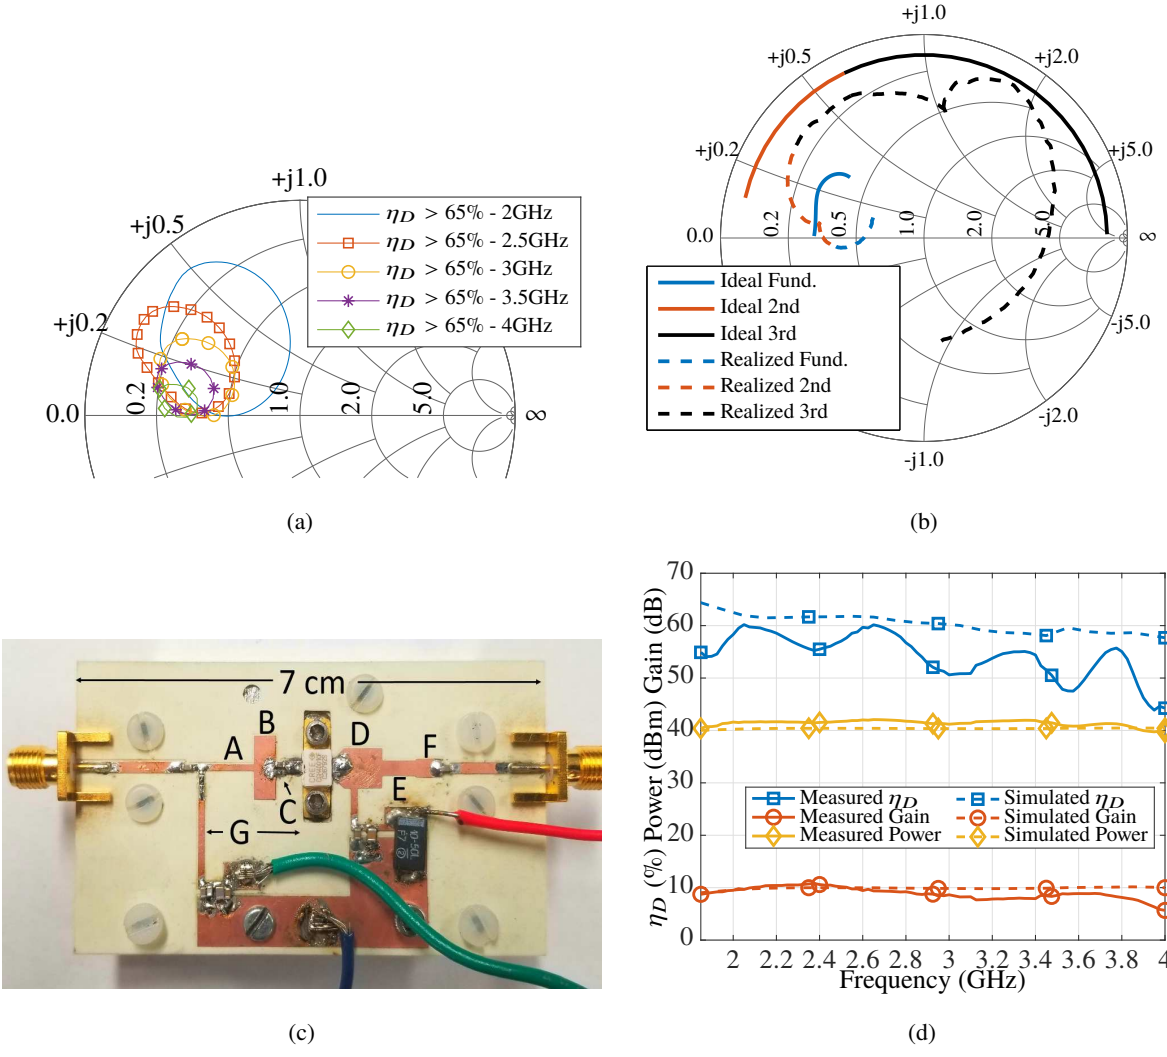 +j1.0
+j0.5
+j0.2
0.0
0.2
1.0
2.0
5.0
∞
η_D > 65% - 2GHz
η_D > 65% - 2.5GHz
η_D > 65% - 3GHz
η_D > 65% - 3.5GHz
η_D > 65% - 4GHz
(a)
+j1.0
+j0.5
+j2.0
+j0.2
+j5.0
0.0
0.2
0.5
1.0
2.0
5.0
∞
-j5.0
-j2.0
-j1.0
Ideal Fund.
Ideal 2nd
Ideal 3rd
Realized Fund.
Realized 2nd
Realized 3rd
(b)
7 cm
A
B
C
D
E
F
G
CREE
10-50L
F7
(c)
η_D (%) Power (dBm) Gain (dB)
70
60
50
40
30
20
10
0
Measured η_D
Measured Gain
Measured Power
Simulated η_D
Simulated Gain
Simulated Power
2 2.2 2.4 2.6 2.8 3 3.2 3.4 3.6 3.8 4
Frequency (GHz)
(d)